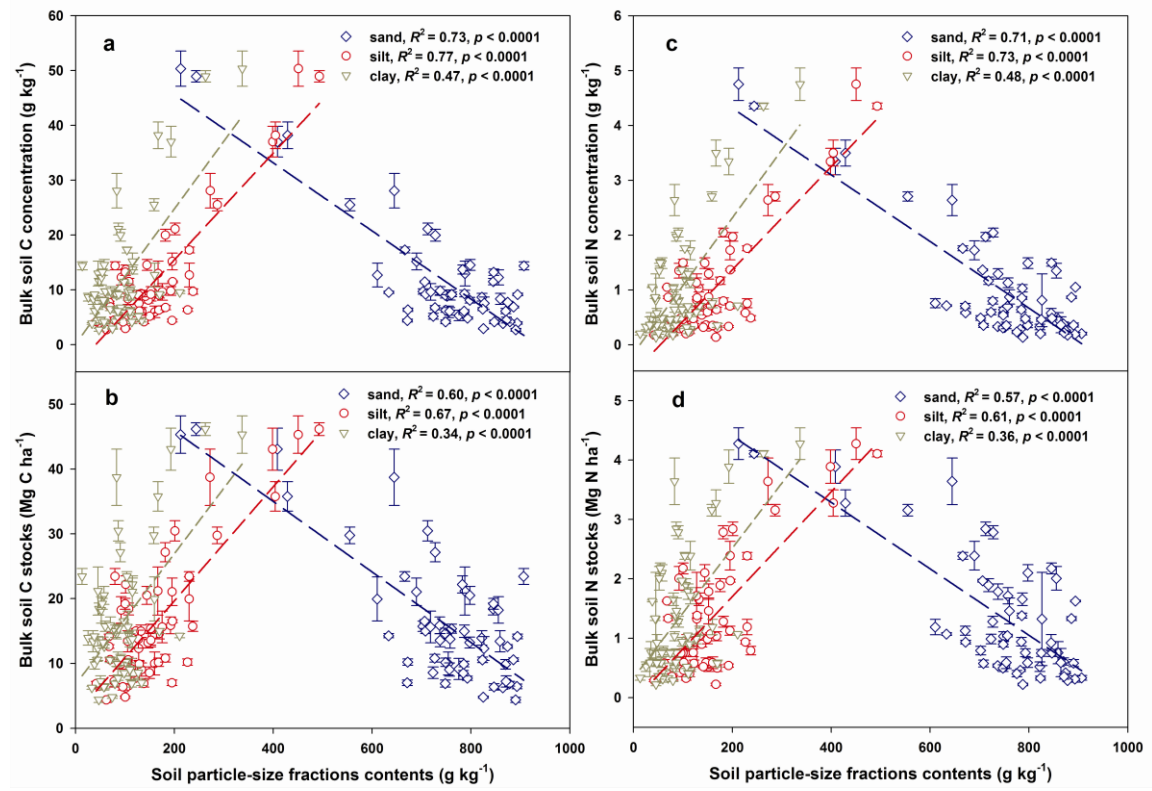 a
sand, R² = 0.73, p < 0.0001
silt, R² = 0.77, p < 0.0001
clay, R² = 0.47, p < 0.0001
Bulk soil C concentration (g kg⁻¹)
60
50
40
30
20
10
0
c
sand, R² = 0.71, p < 0.0001
silt, R² = 0.73, p < 0.0001
clay, R² = 0.48, p < 0.0001
Bulk soil N concentration (g kg⁻¹)
6
5
4
3
2
1
0
b
sand, R² = 0.60, p < 0.0001
silt, R² = 0.67, p < 0.0001
clay, R² = 0.34, p < 0.0001
Bulk soil C stocks (Mg C ha⁻¹)
50
40
30
20
10
0
0 200 400 600 800 1000
Soil particle-size fractions contents (g kg⁻¹)
d
sand, R² = 0.57, p < 0.0001
silt, R² = 0.61, p < 0.0001
clay, R² = 0.36, p < 0.0001
Bulk soil N stocks (Mg N ha⁻¹)
5
4
3
2
1
0
0 200 400 600 800 1000
Soil particle-size fractions contents (g kg⁻¹)